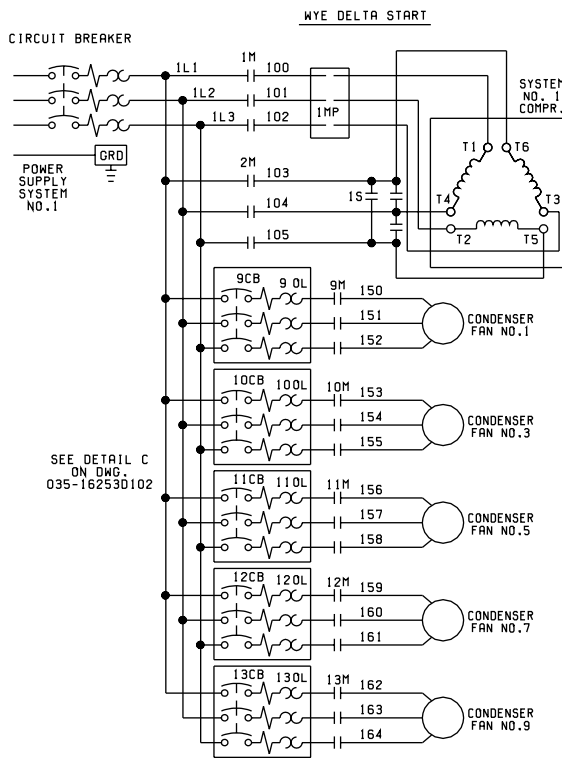 WYE DELTA START
CIRCUIT BREAKER
1L1
1M
100
1L2
101
1L3
102
1MP
SYSTEM
NO. 1
COMPR.
T1
T6
GRD
POWER
SUPPLY
SYSTEM
NO.1
2M
103
1S
104
105
T4
T3
T2
T5
9CB
9 OL
9M
150
151
152
CONDENSER
FAN NO.1
10CB
10OL
10M
153
154
155
CONDENSER
FAN NO.3
SEE DETAIL C
ON DWG.
035-16253D102
11CB
11OL
11M
156
157
158
CONDENSER
FAN NO.5
12CB
12OL
12M
159
160
161
CONDENSER
FAN NO.7
13CB
13OL
13M
162
163
164
CONDENSER
FAN NO.9